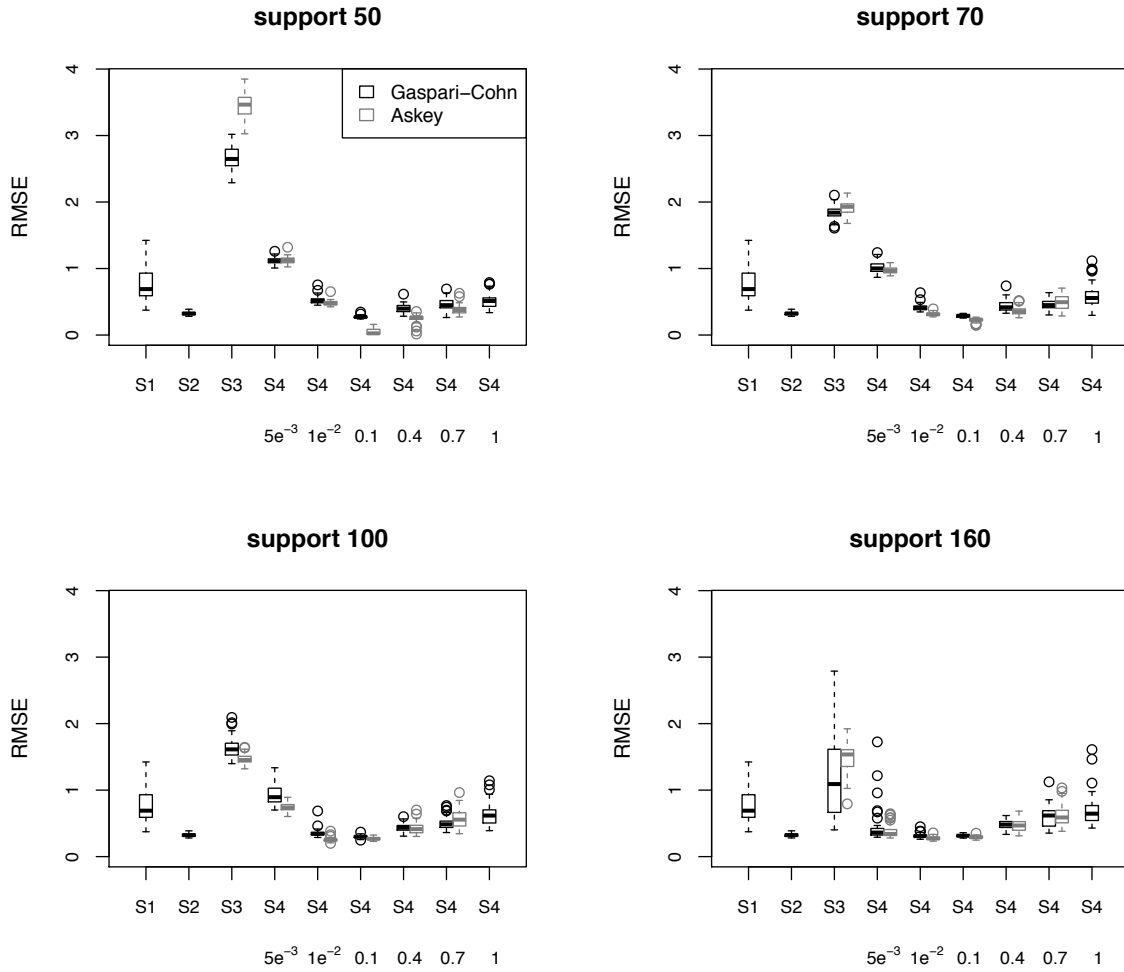 support 50
4
3
2
1
0
RMSE
Gaspari−Cohn
Askey
S1 S2 S3 S4 S4 S4 S4 S4 S4
5e−3 1e−2 0.1 0.4 0.7 1
support 70
4
3
2
1
0
RMSE
S1 S2 S3 S4 S4 S4 S4 S4 S4
5e−3 1e−2 0.1 0.4 0.7 1
support 100
4
3
2
1
0
RMSE
S1 S2 S3 S4 S4 S4 S4 S4 S4
5e−3 1e−2 0.1 0.4 0.7 1
support 160
4
3
2
1
0
RMSE
S1 S2 S3 S4 S4 S4 S4 S4 S4
5e−3 1e−2 0.1 0.4 0.7 1